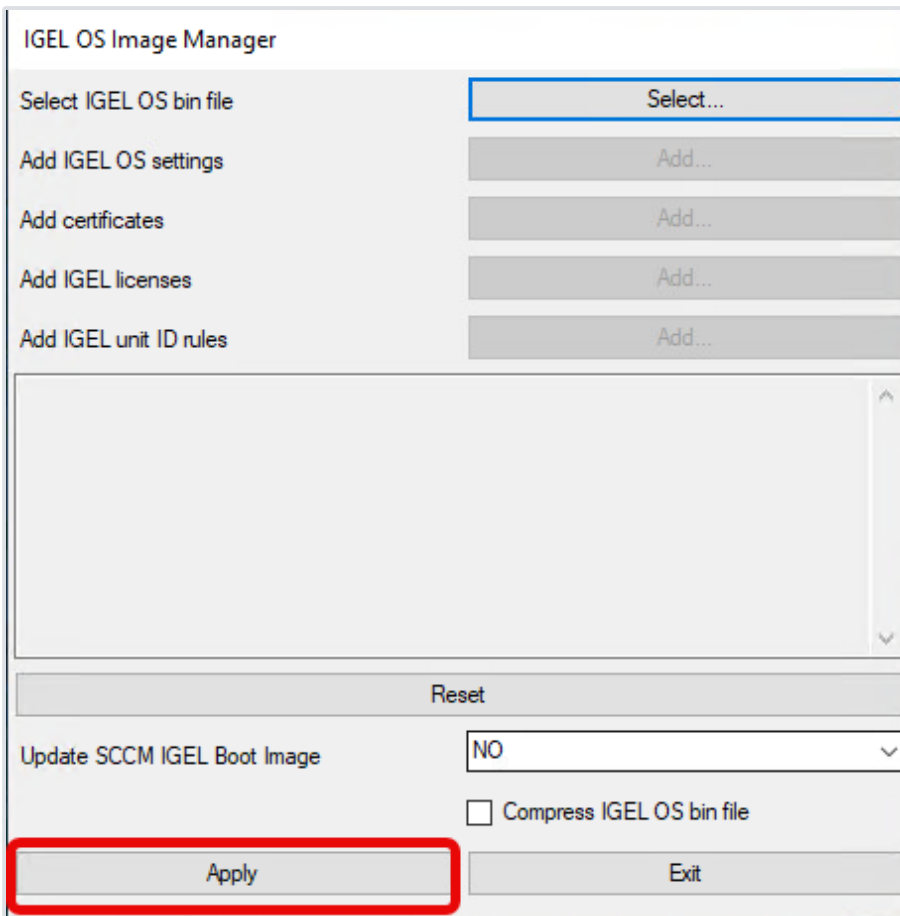 IGEL OS Image Manager
Select IGEL OS bin file Select...
Add IGEL OS settings Add...
Add certificates Add...
Add IGEL licenses Add...
Add IGEL unit ID rules Add...
Reset
Update SCCM IGEL Boot Image NO
Compress IGEL OS bin file
Apply Exit